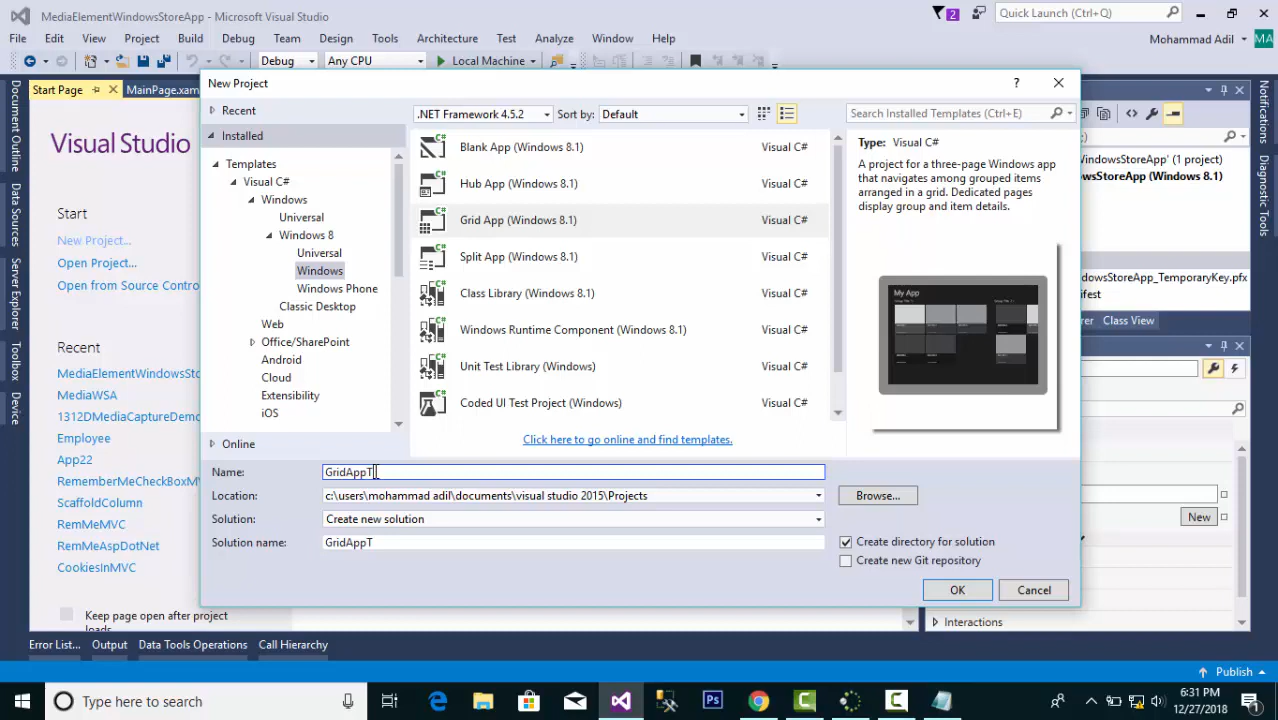 MediaElementWindowsStoreApp - Microsoft Visual Studio
2
Quick Launch (Ctrl+Q)
File Edit View Project Build Debug Team Design Tools Architecture Test Analyze Window Help
Mohammad Adil
MA
Debug Any CPU Local Machine
Document Outline
Data Sources
Server Explorer
Toolbox
Device
Start Page
MainPage.xam
Visual Studio
Start
New Project...
Open Project...
Open from Source Contro
Recent
MediaElementWindowsSto
MediaWSA
1312DMediaCaptureDemo
Employee
App22
RememberMeCheckBoxM
ScaffoldColumn
RemMeMVC
RemMeAspDotNet
CookiesInMVC
Keep page open after project
loads
New Project
?
Recent
Installed
Templates
Visual C#
Windows
Universal
Windows 8
Universal
Windows
Windows Phone
Classic Desktop
Web
Office/SharePoint
Android
Cloud
Extensibility
iOS
Online
.NET Framework 4.5.2
Sort by: Default
Search Installed Templates (Ctrl+E)
Blank App (Windows 8.1) Visual C#
Hub App (Windows 8.1) Visual C#
Grid App (Windows 8.1) Visual C#
Split App (Windows 8.1) Visual C#
Class Library (Windows 8.1) Visual C#
Windows Runtime Component (Windows 8.1) Visual C#
Unit Test Library (Windows) Visual C#
Coded UI Test Project (Windows) Visual C#
Click here to go online and find templates.
Type: Visual C#
A project for a three-page Windows app
that navigates among grouped items
arranged in a grid. Dedicated pages
display group and item details.
My App
Name: GridAppT
Location: c:\users\mohammad adil\documents\visual studio 2015\Projects
Browse...
Solution: Create new solution
Solution name: GridAppT
Create directory for solution
Create new Git repository
OK
Cancel
indowsStoreApp' (1 project)
owsStoreApp (Windows 8.1)
dowsStoreApp_TemporaryKey.pfx
ifest
rer Class View
New
Interactions
Notifications
Diagnostic Tools
Error List... Output Data Tools Operations Call Hierarchy
Publish
Type here to search
Ps
6:31 PM
12/27/2018
1